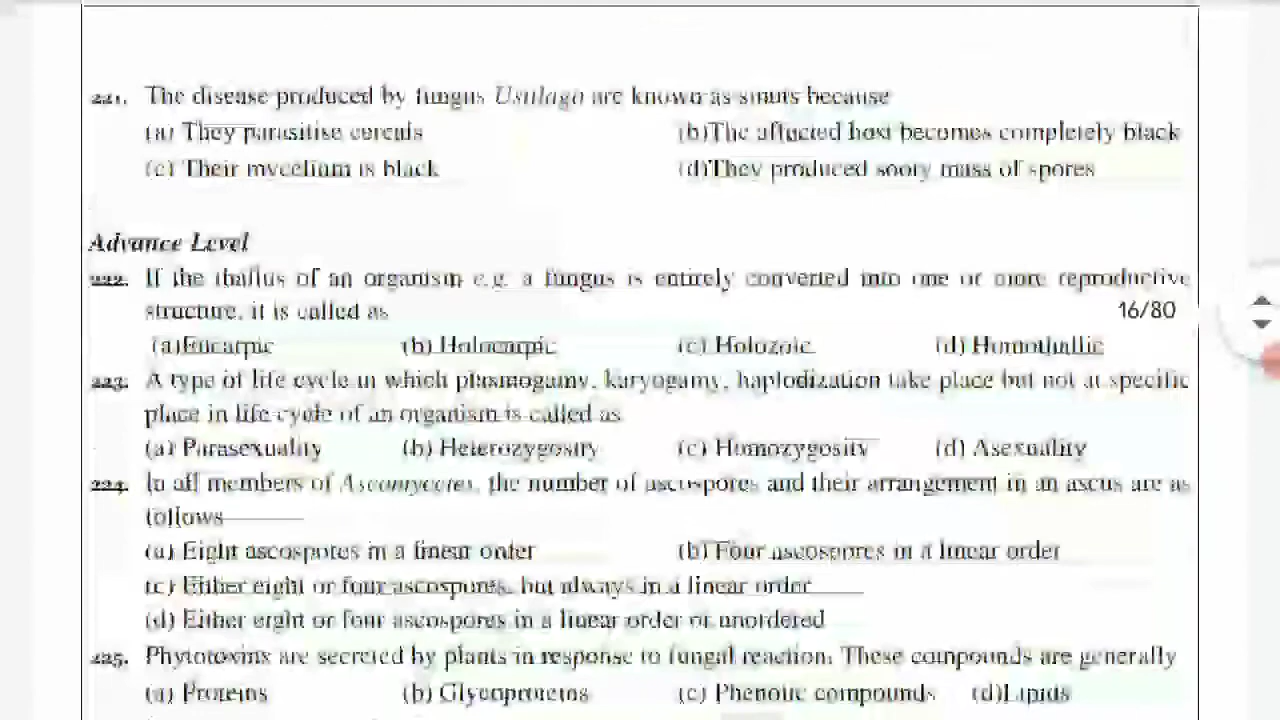 221. The disease produced by fungus Ustilago are known as smuts because
(a) They parasitise cereals (b)The affected host becomes completely black
(c) Their mycelium is black (d)They produced sooty mass of spores
Advance Level
222. If the thallus of an organism e.g. a fungus is entirely converted into one or more reproductive
structure, it is called as
16/80
(a)Eucarpic (b) Holocarpic (c) Holozoic (d) Homothallic
223. A type of life cycle in which plasmogamy, karyogamy, haplodization take place but not at specific
place in life cycle of an organism is called as
(a) Parasexuality (b) Heterozygosity (c) Homozygosity (d) Asexuality
224. In all members of Ascomycetes, the number of ascospores and their arrangement in an ascus are as
follows
(a) Eight ascospores in a linear order (b) Four ascospores in a linear order
(c) Either eight or four ascospores, but always in a linear order
(d) Either eight or four ascospores in a linear order or unordered
225. Phytotoxins are secreted by plants in response to fungal reaction. These compounds are generally
(a) Proteins (b) Glycoproteins (c) Phenolic compounds (d)Lipids